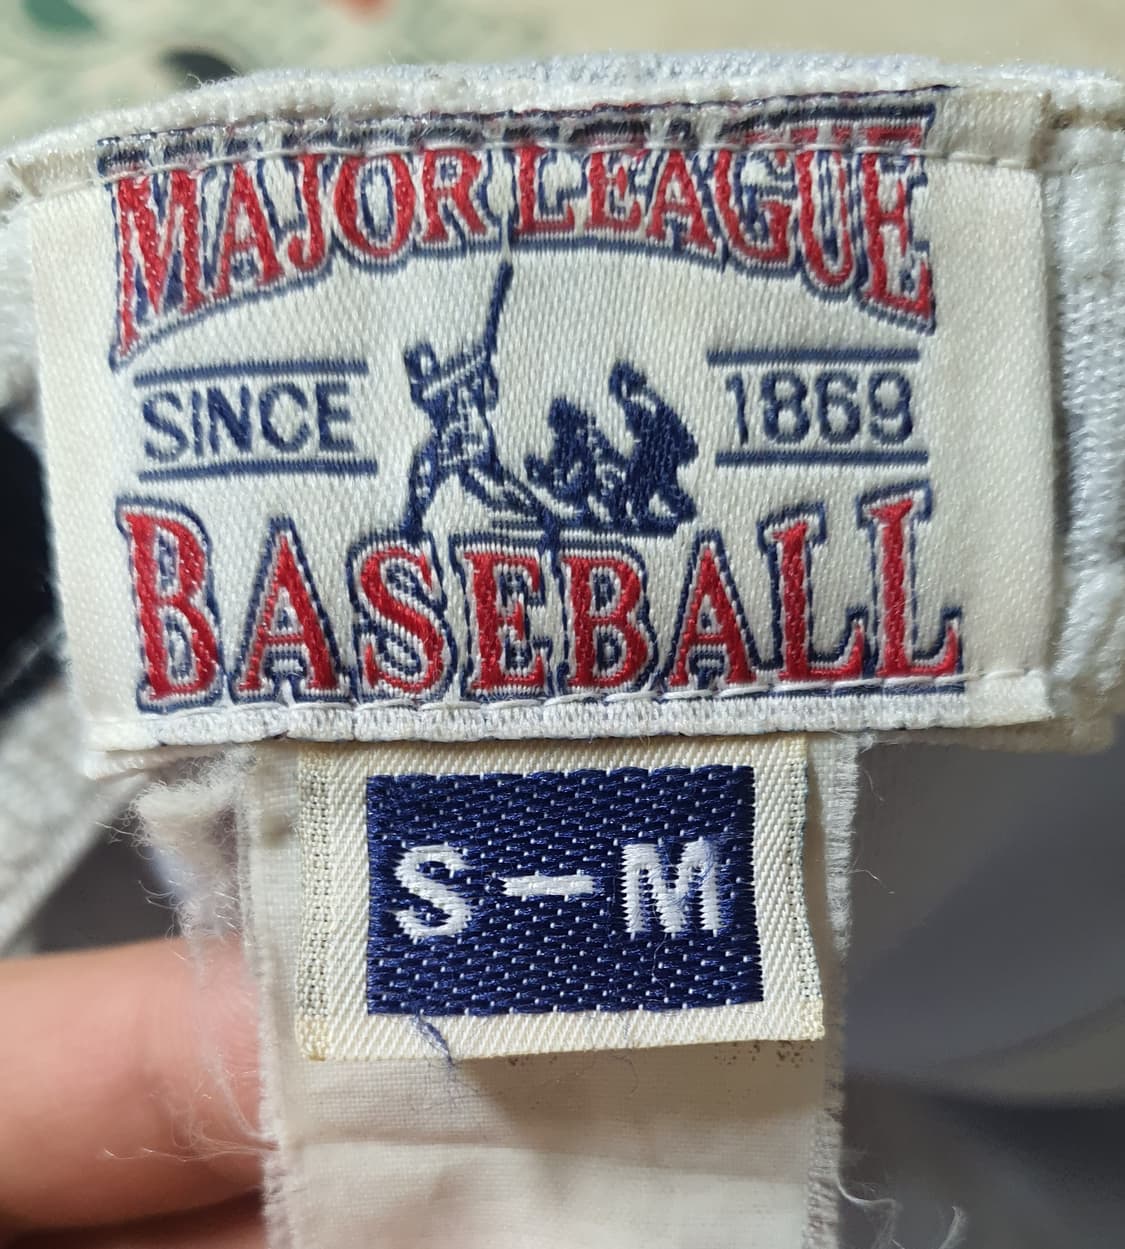 MAJOR LEAGUE
SINCE 1869
BASEBALL
S-M